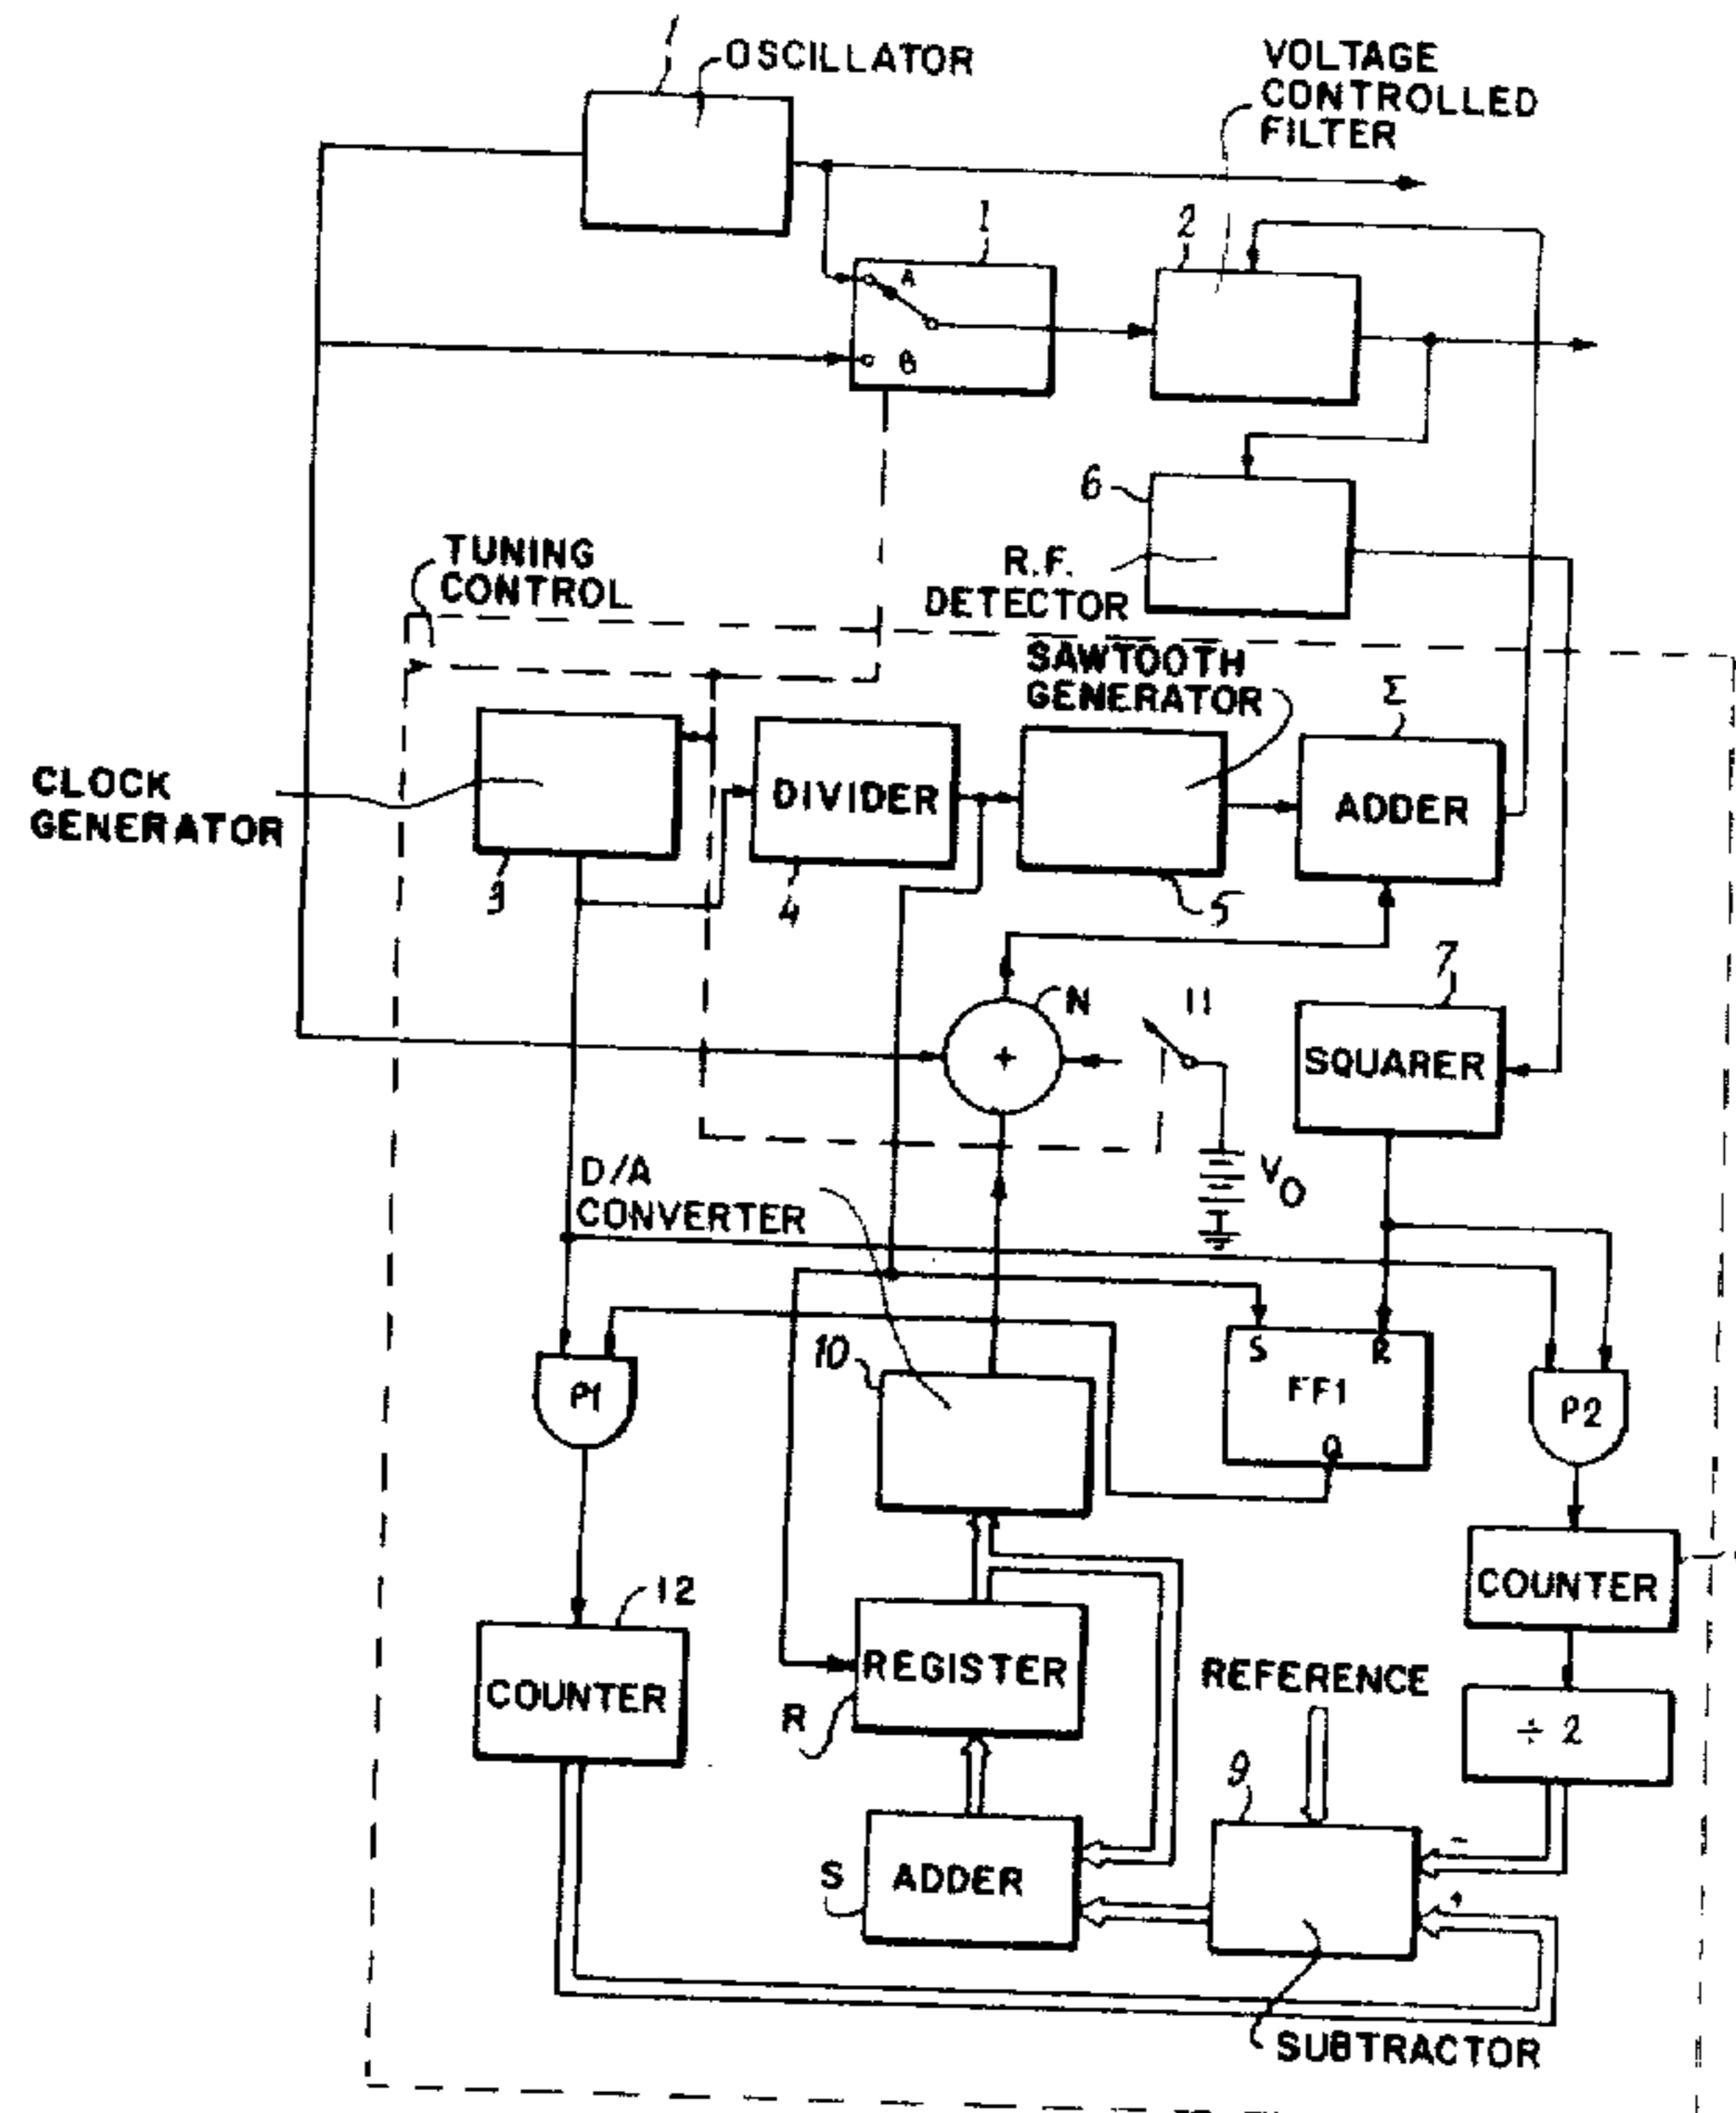 OSCILLATOR
VOLTAGE
CONTROLLED
FILTER
1
2
A
B
6
R.F.
DETECTOR
TUNING
CONTROL
SAWTOOTH
GENERATOR
Σ
CLOCK
GENERATOR
DIVIDER
ADDER
3
4
5
N
11
7
+
SQUARER
D/A
CONVERTER
V0
10
S
R
P1
FF1
P2
Q
12
COUNTER
REGISTER
REFERENCE
COUNTER
R
÷ 2
9
-
S
ADDER
+
SUBTRACTOR